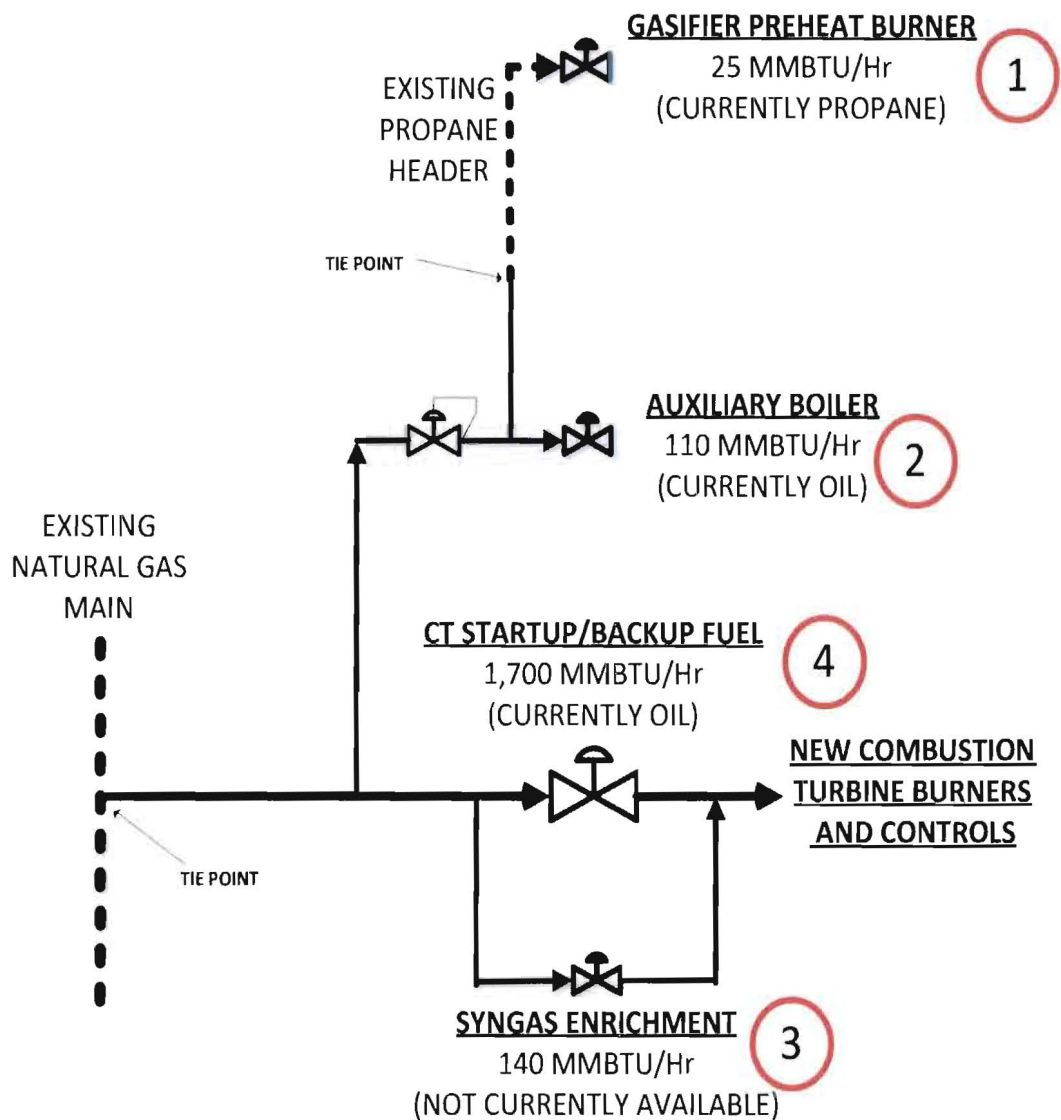 GASIFIER PREHEAT BURNER
25 MMBTU/Hr
(CURRENTLY PROPANE)
1
EXISTING
PROPANE
HEADER
TIE POINT
AUXILIARY BOILER
110 MMBTU/Hr
(CURRENTLY OIL)
2
EXISTING
NATURAL GAS
MAIN
CT STARTUP/BACKUP FUEL
1,700 MMBTU/Hr
(CURRENTLY OIL)
4
NEW COMBUSTION
TURBINE BURNERS
AND CONTROLS
TIE POINT
SYNGAS ENRICHMENT
140 MMBTU/Hr
(NOT CURRENTLY AVAILABLE)
3